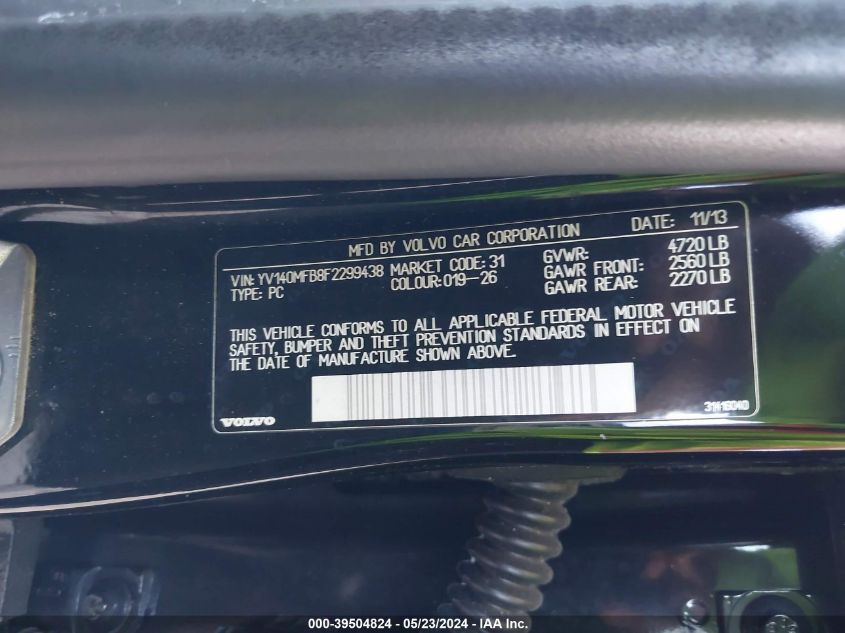 MFD BY VOLVO CAR CORPORATION DATE: 11/13
VIN: YV140MFB8F2299438 MARKET CODE: 31 GVWR: 4720 LB
TYPE: PC COLOUR: 019-26 GAWR FRONT: 2560 LB
GAWR REAR: 2270 LB
THIS VEHICLE CONFORMS TO ALL APPLICABLE FEDERAL MOTOR VEHICLE
SAFETY, BUMPER AND THEFT PREVENTION STANDARDS IN EFFECT ON
THE DATE OF MANUFACTURE SHOWN ABOVE.
VOLVO 31416040
000-39504824 - 05/23/2024 - IAA Inc.